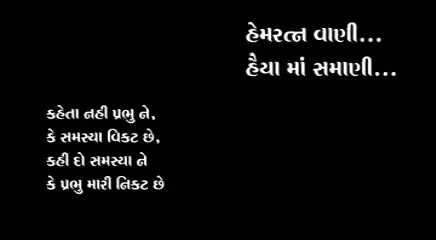 હેમરત્ન વાણી...
હૈયા માં સમાણી...
કહેતા નહી પ્રભુ ને,
કે સમસ્યા વિકટ છે,
કહી દો સમસ્યા ને
કે પ્રભુ મારી નિકટ છે